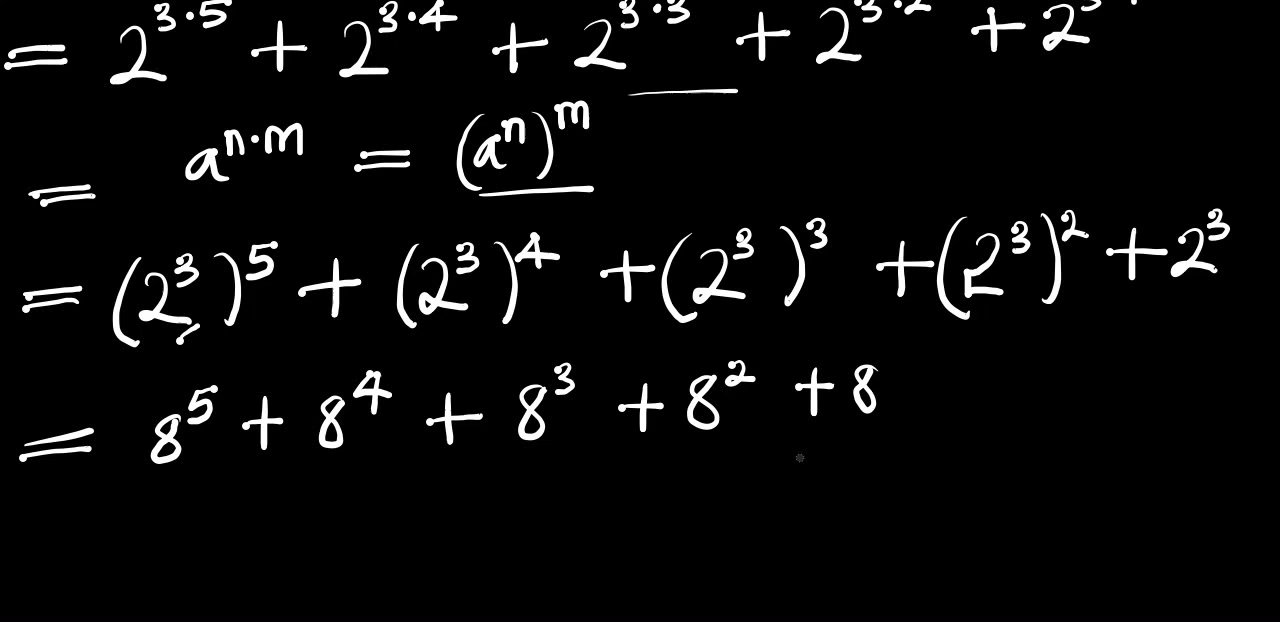 = 2^{3·5} + 2^{3·4} + 2^{3·3} + 2^{3·2} + 2^{3·1}
= a^{n·m} = (a^n)^m
= (2^3)^5 + (2^3)^4 + (2^3)^3 + (2^3)^2 + 2^3
= 8^5 + 8^4 + 8^3 + 8^2 + 8